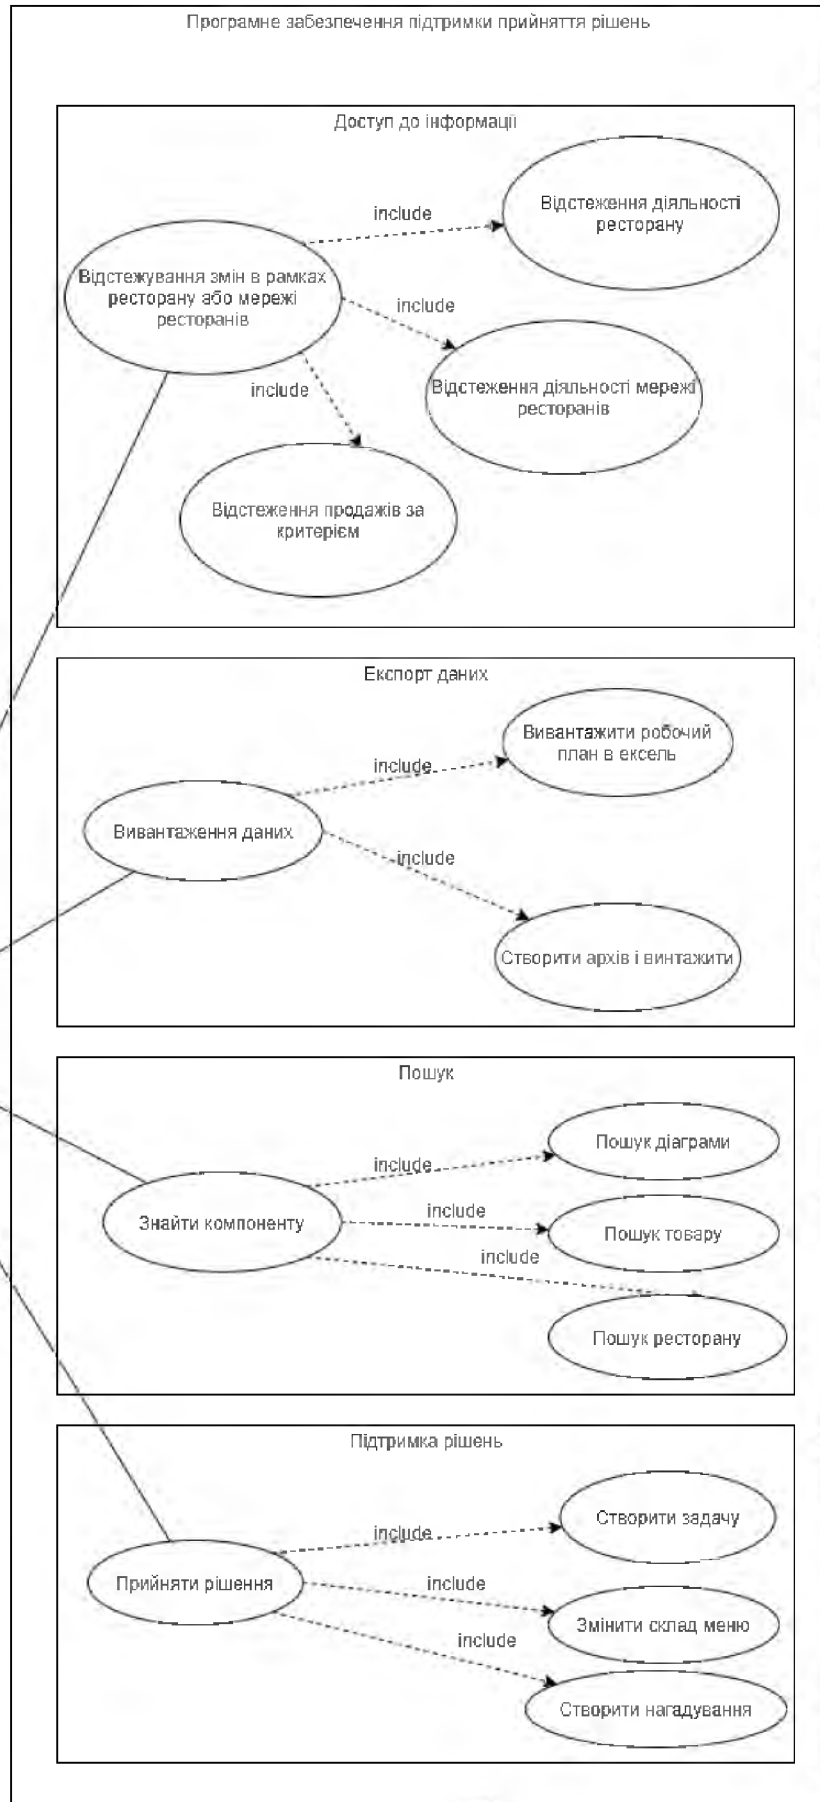 Програмне забезпечення підтримки прийняття рішень
Доступ до інформації
include
Відстеження діяльності
ресторану
Відстежування змін в рамках
ресторану або мережі
ресторанів
include
include
Відстеження діяльності мережі
ресторанів
Відстеження продажів за
критерієм
Експорт даних
Вивантажити робочий
план в ексель
include
Вивантаження даних
include
Створити архів і винтажити
Пошук
Пошук діаграми
include
include
Знайти компоненту
Пошук товару
include
Пошук ресторану
Підтримка рішень
Створити задачу
include
Прийняти рішення
include
Змінити склад меню
include
Створити нагадування